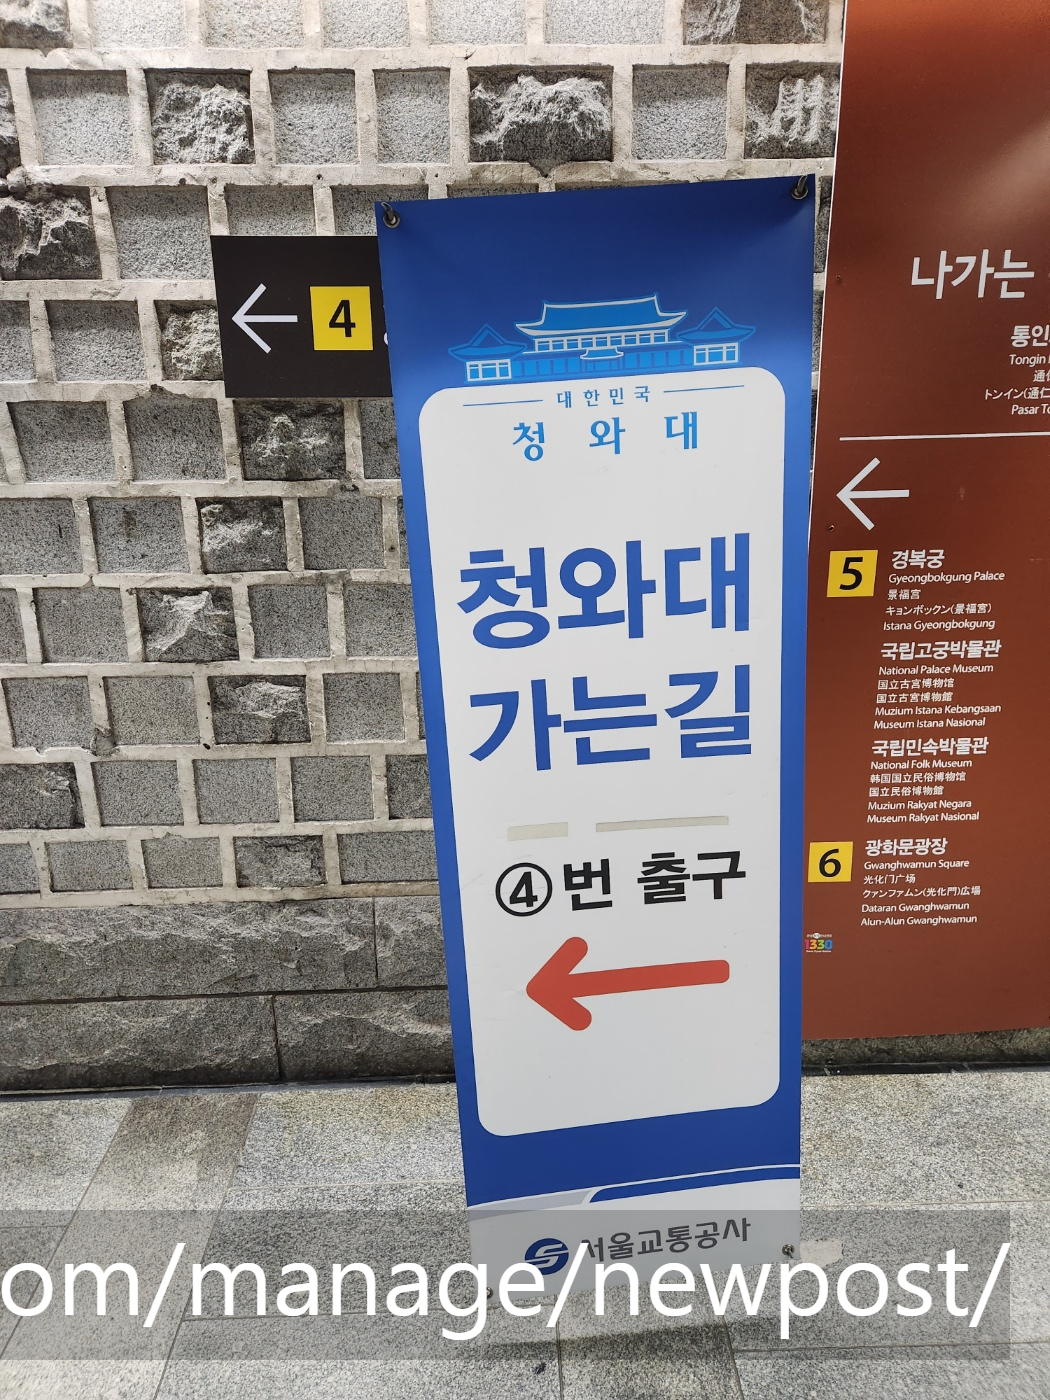 4
대한민국
청와대
청와대
가는길
④번 출구
서울교통공사
나가는
통인
Tongin
トンイン(通仁
Pasar
5
경복궁
Gyeongbokgung Palace
景福宮
キョンボックン(景福宮)
Istana Gyeongbokgung
국립고궁박물관
National Palace Museum
国立古宫博物馆
国立古宮博物館
Muzium Istana Kebangsaan
Museum Istana Nasional
국립민속박물관
National Folk Museum
韩国国立民俗博物馆
国立民俗博物館
Muzium Rakyat Negara
Museum Rakyat Nasional
6
광화문광장
Gwanghwamun Square
光化门广场
クァンファムン(光化門)広場
Dataran Gwanghwamun
Alun-Alun Gwanghwamun
1330
om/manage/newpost/